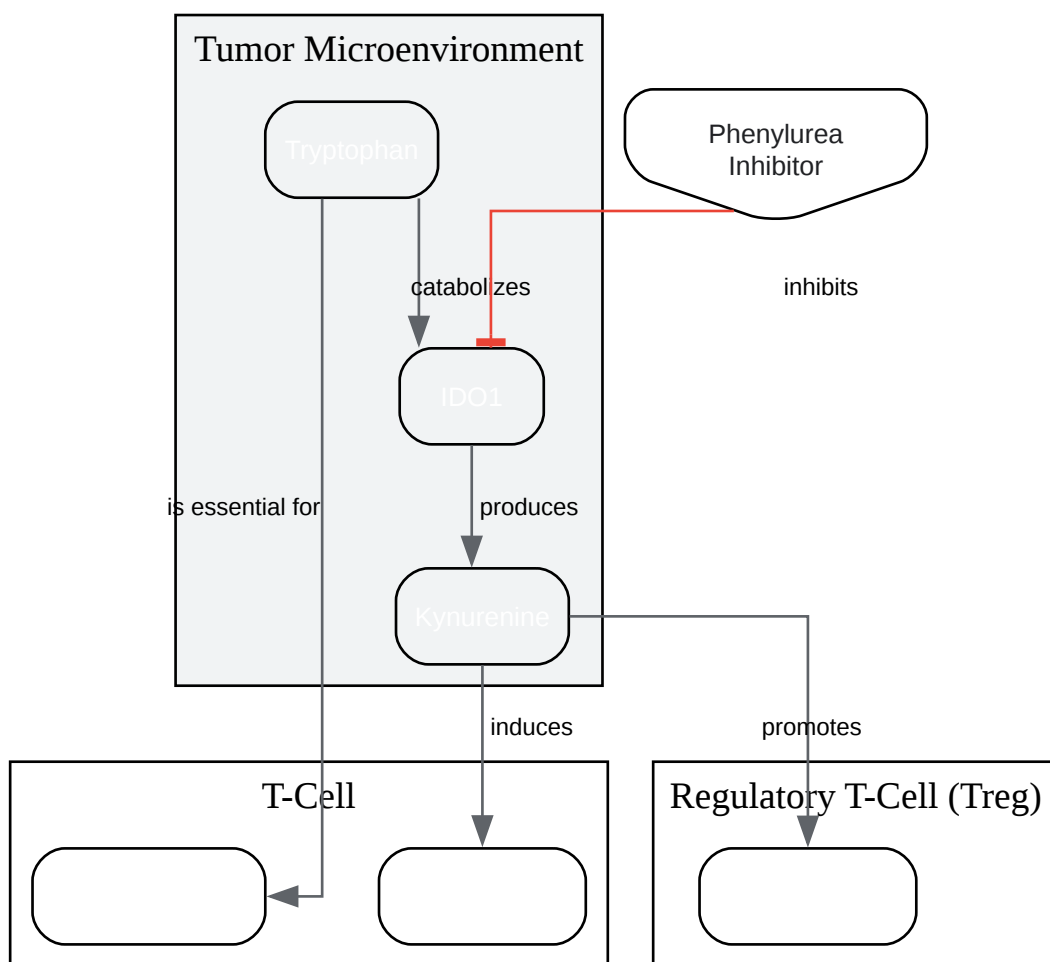 Tumor Microenvironment
Tryptophan
Phenylurea
Inhibitor
catabolizes
inhibits
IDO1
is essential for
produces
Kynurenine
induces
promotes
T-Cell
Regulatory T-Cell (Treg)